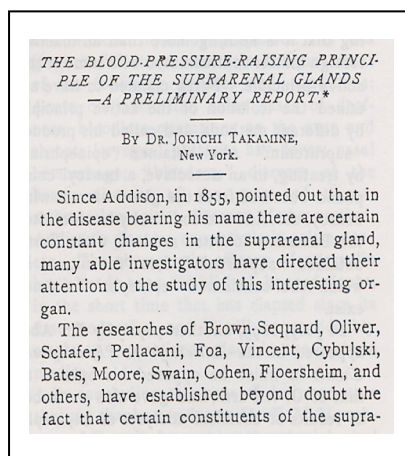 THE BLOOD-PRESSURE-RAISING PRINCI-
PLE OF THE SUPRARENAL GLANDS
—A PRELIMINARY REPORT.*
BY DR. JOKICHI TAKAMINE,
New York.
Since Addison, in 1855, pointed out that in
the disease bearing his name there are certain
constant changes in the suprarenal gland,
many able investigators have directed their
attention to the study of this interesting or-
gan.
The researches of Brown-Sequard, Oliver,
Schafer, Pellacani, Foa, Vincent, Cybulski,
Bates, Moore, Swain, Cohen, Floersheim, and
others, have established beyond doubt the
fact that certain constituents of the supra-